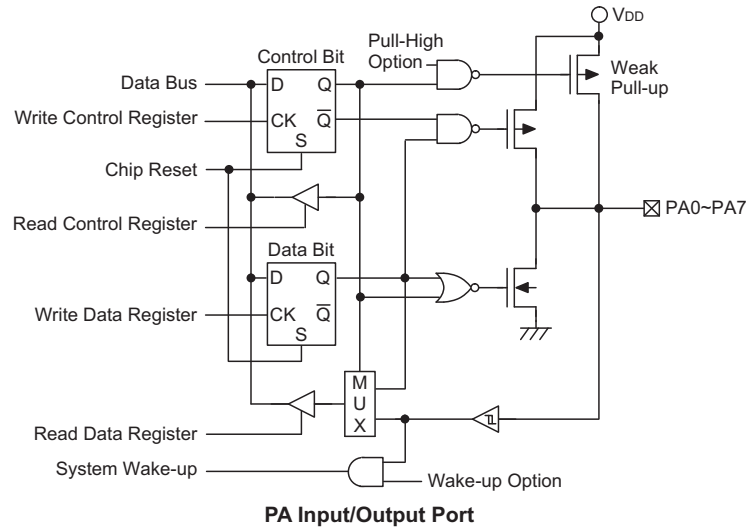 VDD
Control Bit
Pull-High
Option
Data Bus
D
Q
Weak
Pull-up
Write Control Register
CK
Q̅
S
Chip Reset
Read Control Register
PA0~PA7
Data Bit
D
Q
Write Data Register
CK
Q̅
S
M
U
X
Read Data Register
System Wake-up
Wake-up Option
PA Input/Output Port